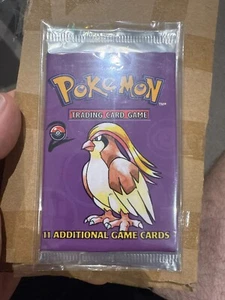 POKéMON
TRADING CARD GAME
11 ADDITIONAL GAME CARDS